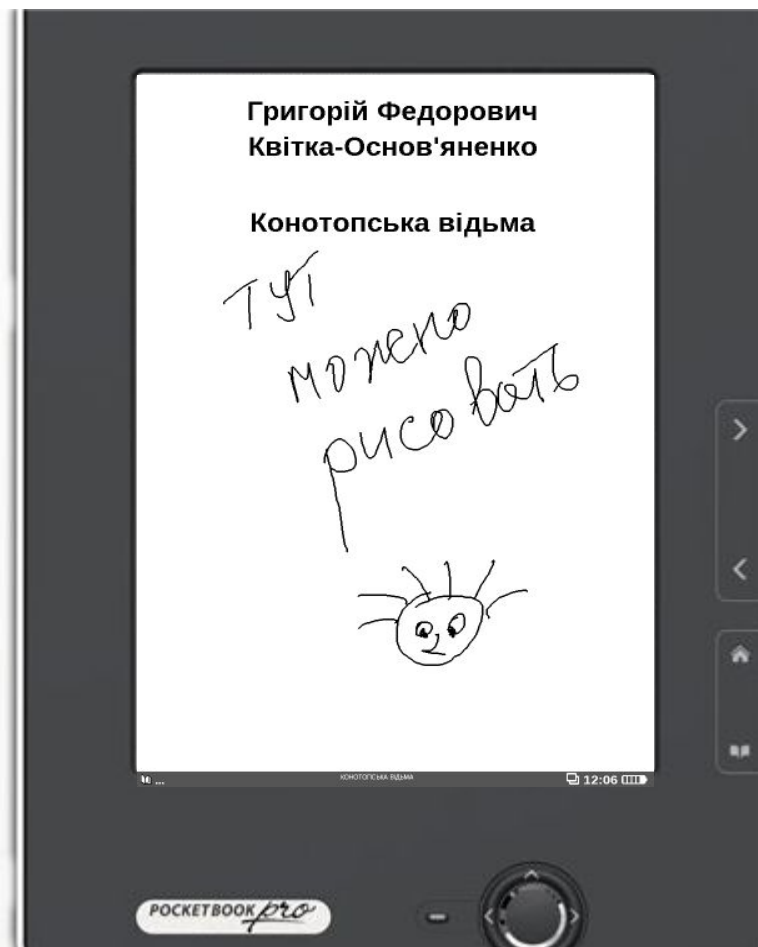 Григорій Федорович
Квітка-Основ'яненко
Конотопська відьма
тут
можно
рисовать
... КОНОТОПСЬКА ВІДЬМА 12:06
POCKETBOOK pro